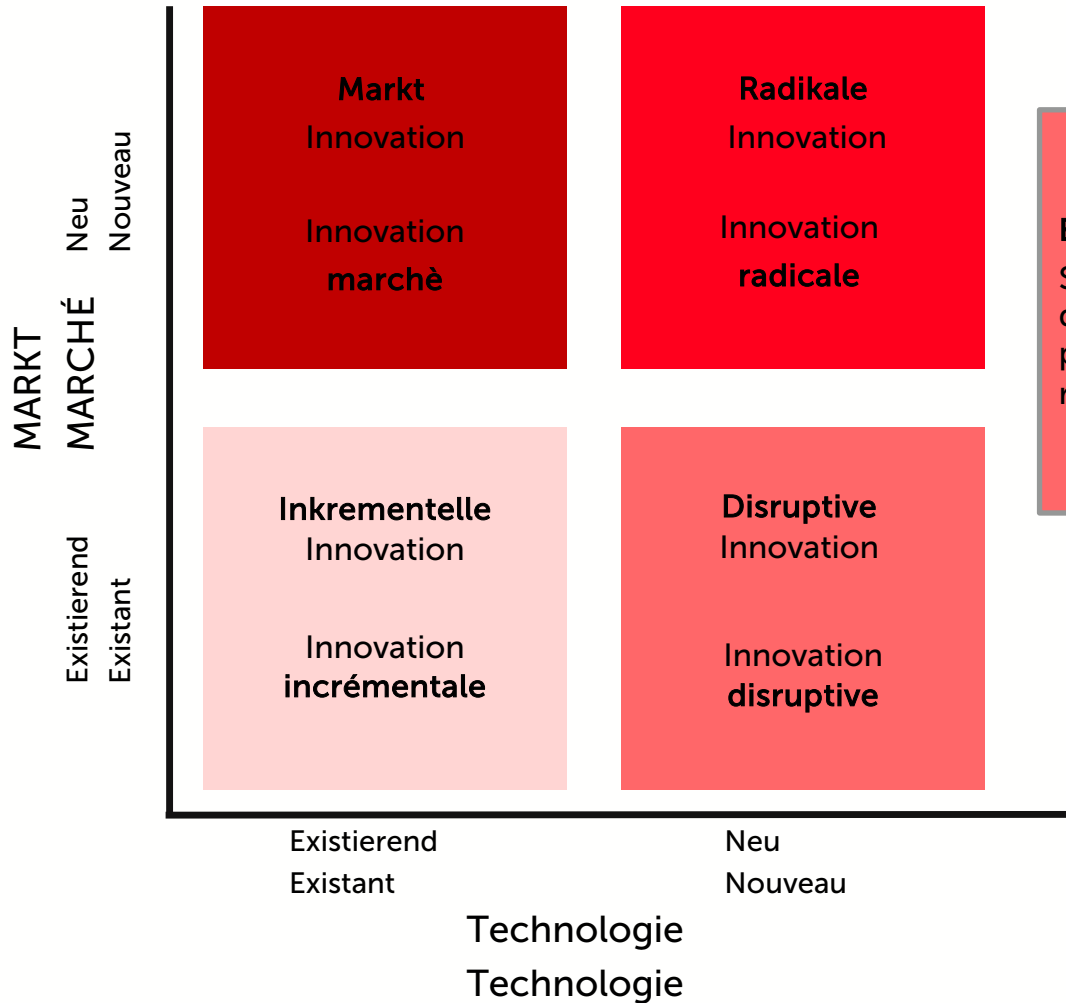 Markt
Innovation
Innovation
marchè
Radikale
Innovation
Innovation
radicale
Neu
Nouveau
MARKT
MARCHÉ
Inkrementelle
Innovation
Innovation
incrémentale
Disruptive
Innovation
Innovation
disruptive
Existierend
Existant
Existierend
Existant
Neu
Nouveau
Technologie
Technologie